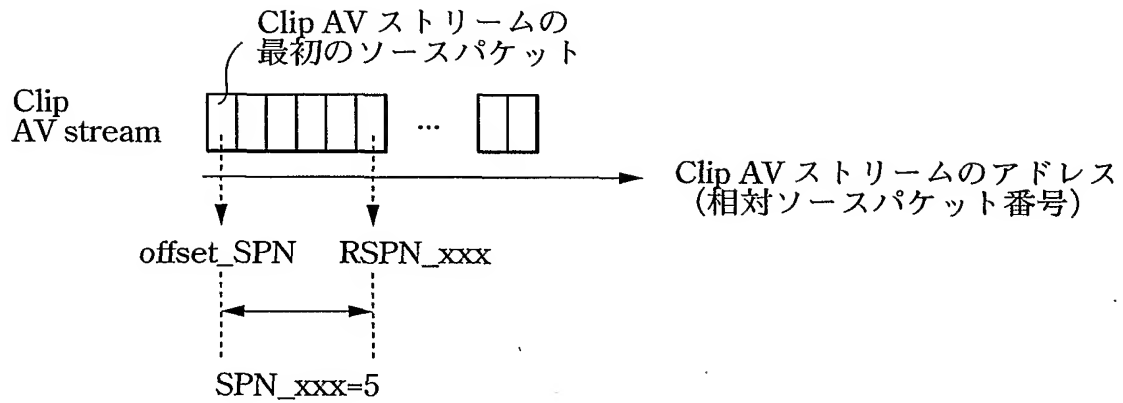 Clip AV ストリームの
最初のソースパケット
Clip
AV stream
...
Clip AV ストリームのアドレス
(相対ソースパケット番号)
offset_SPN RSPN_xxx
SPN_xxx=5